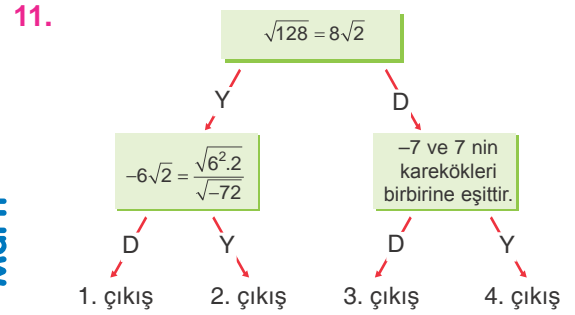 11.
√128 = 8√2
Y
D
–6√2 = √6².2 / √–72
–7 ve 7 nin
karekökleri
birbirine eşittir.
D
Y
D
Y
1. çıkış
2. çıkış
3. çıkış
4. çıkış